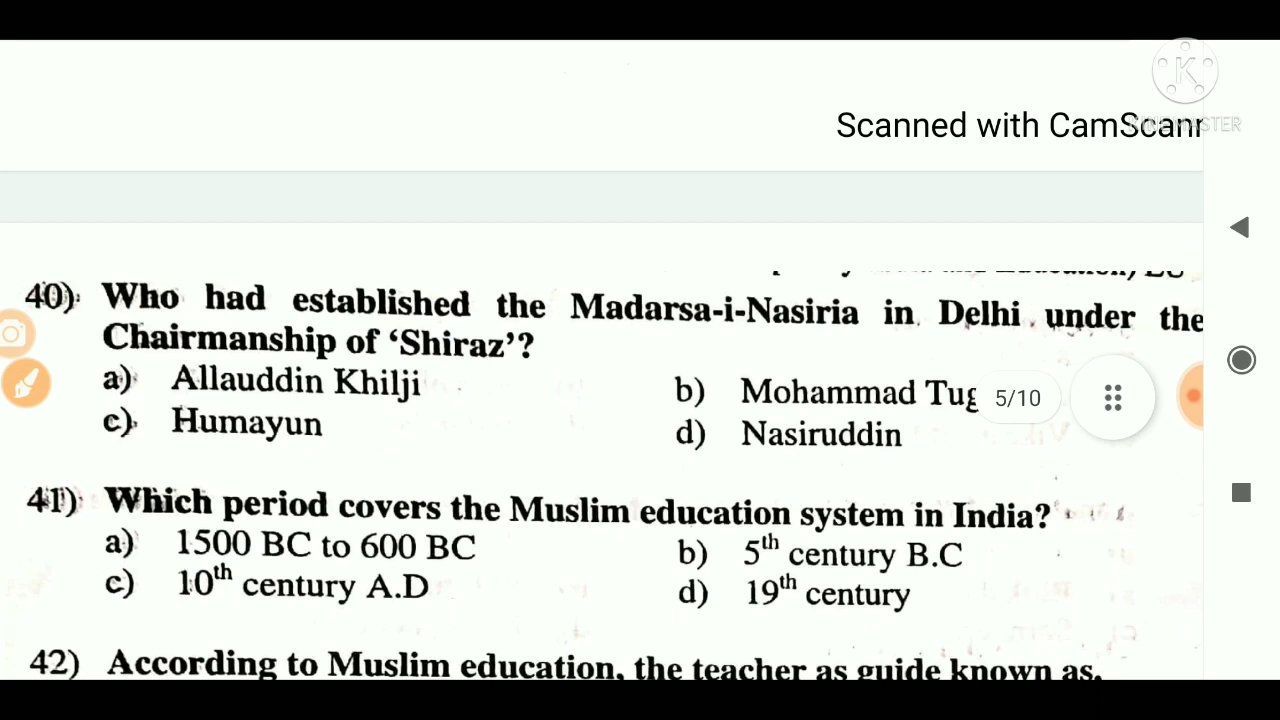 Scanned with CamScann
KINEMASTER
40) Who had established the Madarsa-i-Nasiria in Delhi under the
Chairmanship of ‘Shiraz’?
a) Allauddin Khilji b) Mohammad Tug
5/10
c) Humayun d) Nasiruddin
41) Which period covers the Muslim education system in India?
a) 1500 BC to 600 BC b) 5th century B.C
c) 10th century A.D d) 19th century
42) According to Muslim education, the teacher as guide known as.